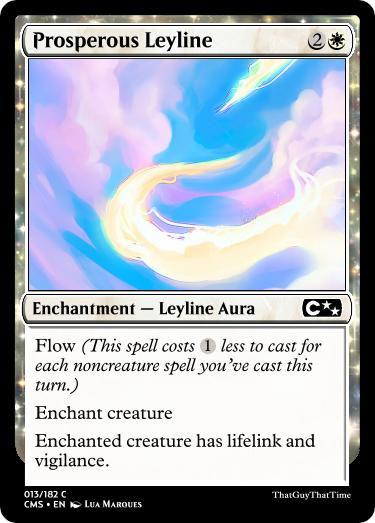 Prosperous Leyline 2
Enchantment — Leyline Aura C
Flow (This spell costs 1 less to cast for
each noncreature spell you've cast this
turn.)
Enchant creature
Enchanted creature has lifelink and
vigilance.
013/182 C
CMS • EN Lua Marques
ThatGuyThatTime